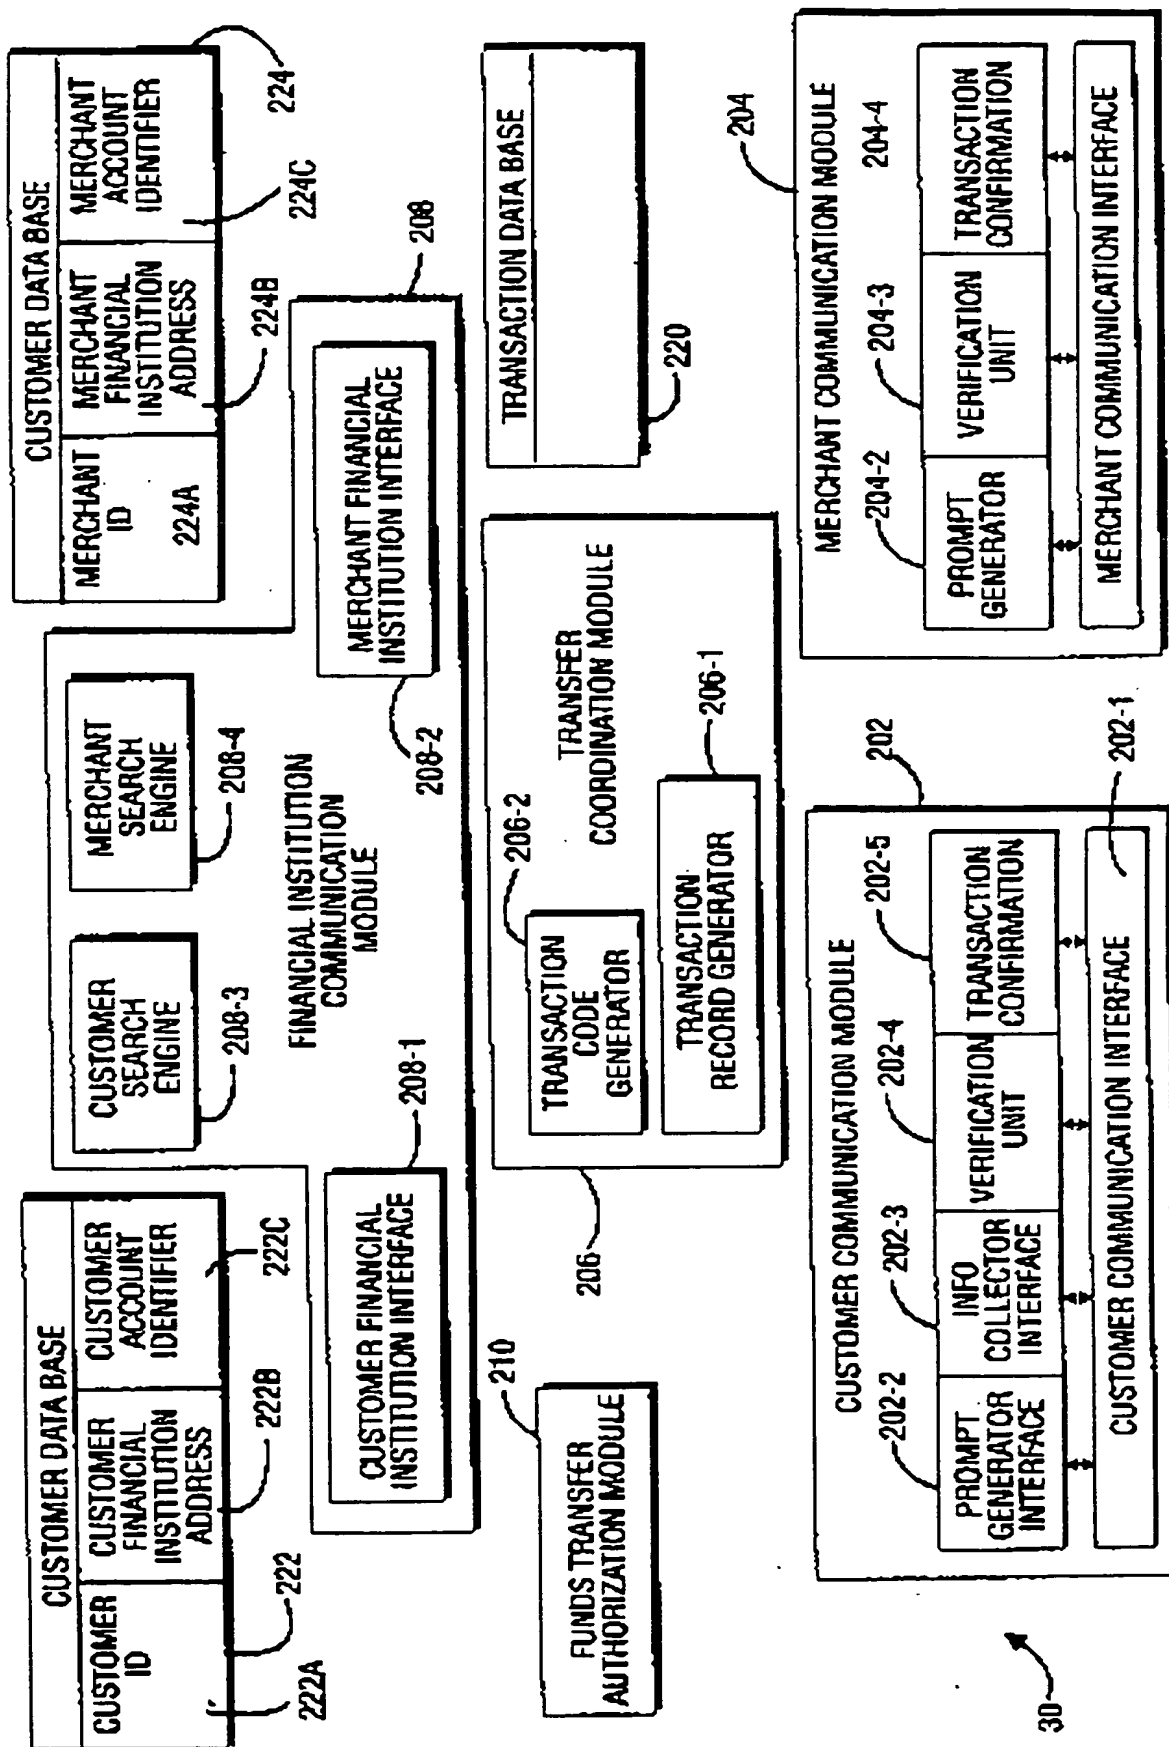 CUSTOMER DATA BASE
CUSTOMER
ID
CUSTOMER
FINANCIAL
INSTITUTION
ADDRESS
CUSTOMER
ACCOUNT
IDENTIFIER
222A
222
222B
222C
CUSTOMER
SEARCH
ENGINE
208-3
MERCHANT
SEARCH
ENGINE
208-4
CUSTOMER DATA BASE
MERCHANT
ID
224A
MERCHANT
FINANCIAL
INSTITUTION
ADDRESS
MERCHANT
ACCOUNT
IDENTIFIER
224B
224C
224
FINANCIAL INSTITUTION
COMMUNICATION
MODULE
CUSTOMER FINANCIAL
INSTITUTION INTERFACE
208-1
MERCHANT FINANCIAL
INSTITUTION INTERFACE
208-2
208
FUNDS TRANSFER
AUTHORIZATION MODULE
210
206
TRANSACTION
CODE
GENERATOR
206-2
TRANSFER
COORDINATION MODULE
TRANSACTION
RECORD GENERATOR
206-1
TRANSACTION DATA BASE
220
30
CUSTOMER COMMUNICATION MODULE
202
202-2
202-3
202-4
202-5
PROMPT
GENERATOR
INTERFACE
INFO
COLLECTOR
INTERFACE
VERIFICATION
UNIT
TRANSACTION
CONFIRMATION
CUSTOMER COMMUNICATION INTERFACE
202-1
MERCHANT COMMUNICATION MODULE
204
204-2
204-3
204-4
PROMPT
GENERATOR
VERIFICATION
UNIT
TRANSACTION
CONFIRMATION
MERCHANT COMMUNICATION INTERFACE